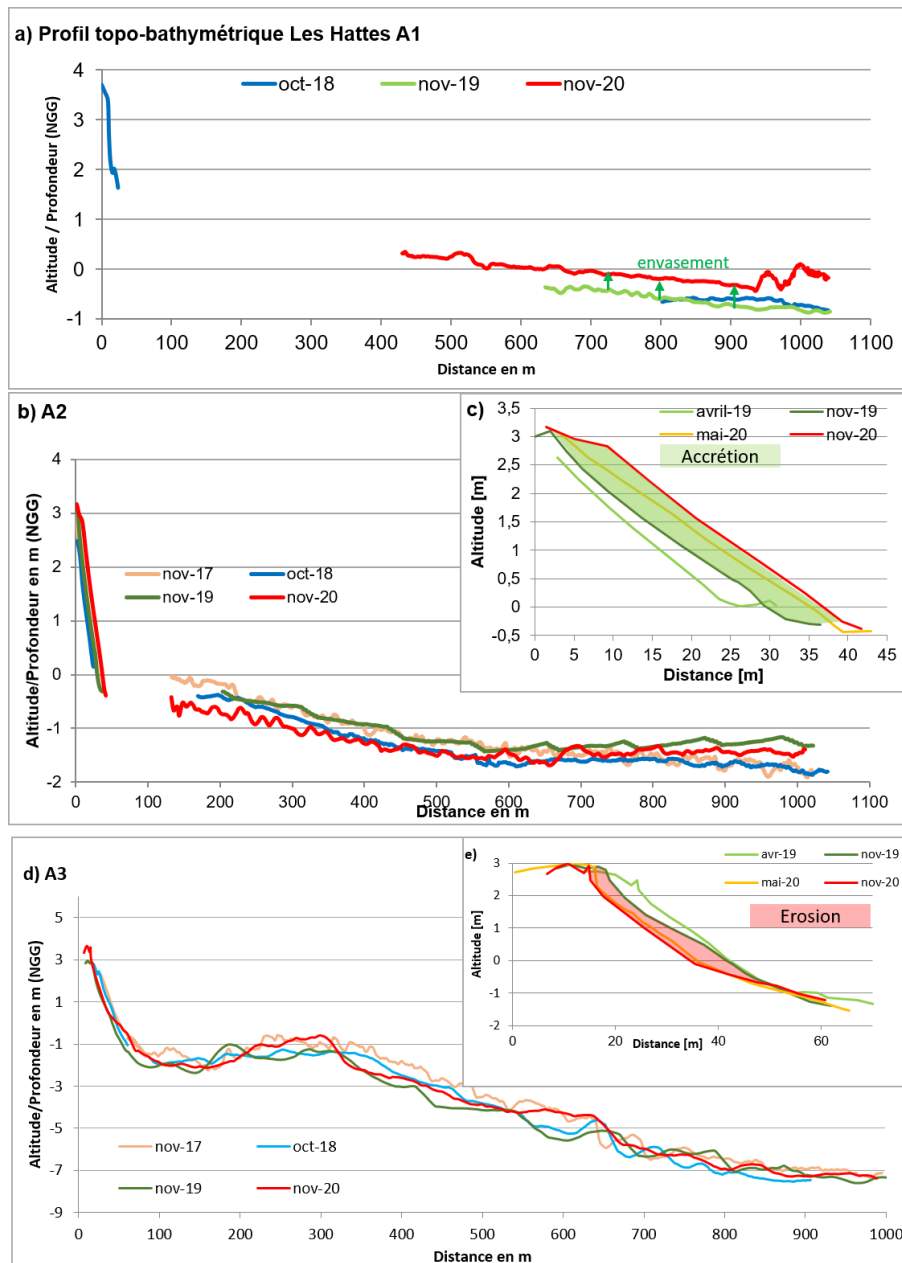 a) Profil topo-bathymétrique Les Hattes A1
oct-18 nov-19 nov-20
Altitude / Profondeur (NGG)
4
3
2
1
0
-1
envasement
0 100 200 300 400 500 600 700 800 900 1000 1100
Distance en m
b) A2
Altitude/Profondeur en m (NGG)
4
3
2
1
0
-1
-2
nov-17 oct-18
nov-19 nov-20
0 100 200 300 400 500 600 700 800 900 1000 1100
Distance en m
c)
avril-19 nov-19
mai-20 nov-20
Accrétion
Altitude [m]
3,5
3
2,5
2
1,5
1
0,5
0
-0,5
0 5 10 15 20 25 30 35 40 45
Distance [m]
d) A3
Altitude/Profondeur en m (NGG)
5
3
1
-1
-3
-5
-7
-9
nov-17 oct-18
nov-19 nov-20
0 100 200 300 400 500 600 700 800 900 1000
Distance en m
e)
avr-19 nov-19
mai-20 nov-20
Erosion
Altitude [m]
3
2
1
0
-1
-2
0 20 40 60
Distance [m]